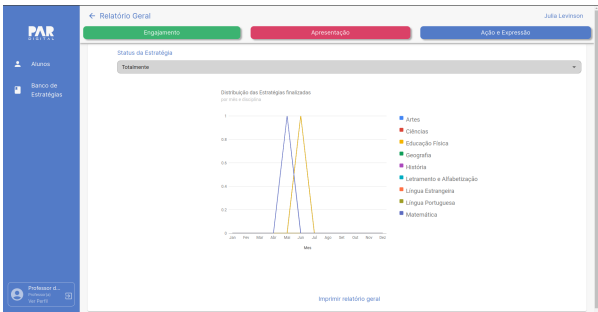 PAR
DIGITAL
Alunos
Banco de
Estratégias
Professor d...
Professor(a)
Ver Perfil
← Relatório Geral
Julia Levinson
Engajamento
Apresentação
Ação e Expressão
Status da Estratégia
Totalmente
Distribuição das Estratégias finalizadas
por mês e disciplina
1
0.8
0.6
0.4
0.2
0
Jan Fev Mar Abr Mai Jun Jul Ago Set Out Nov Dez
Mes
Artes
Ciências
Educação Física
Geografia
História
Letramento e Alfabetização
Língua Estrangeira
Língua Portuguesa
Matemática
Imprimir relatório geral